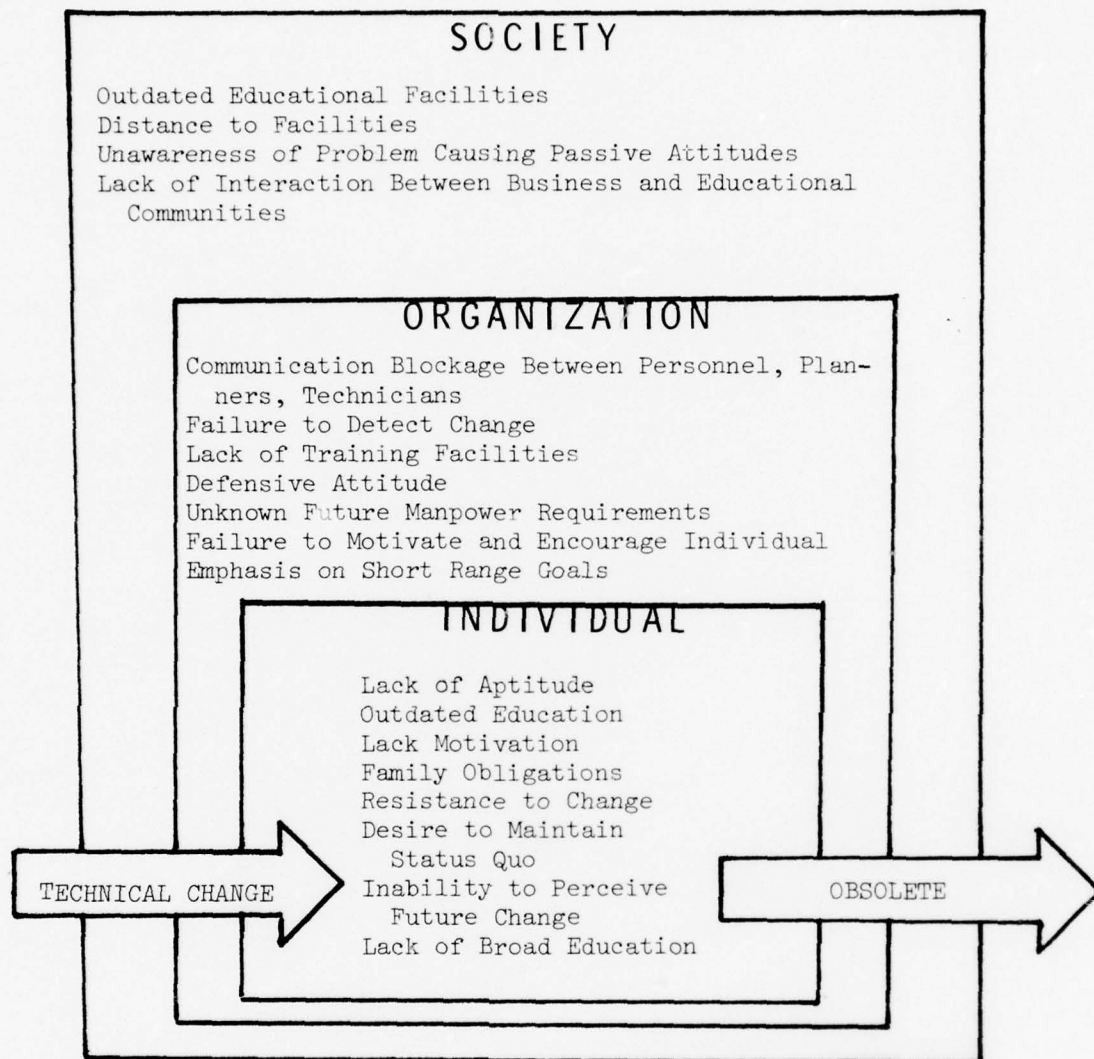 SOCIETY
Outdated Educational Facilities
Distance to Facilities
Unawareness of Problem Causing Passive Attitudes
Lack of Interaction Between Business and Educational
Communities
ORGANIZATION
Communication Blockage Between Personnel, Plan-
ners, Technicians
Failure to Detect Change
Lack of Training Facilities
Defensive Attitude
Unknown Future Manpower Requirements
Failure to Motivate and Encourage Individual
Emphasis on Short Range Goals
INDIVIDUAL
Lack of Aptitude
Outdated Education
Lack Motivation
Family Obligations
Resistance to Change
Desire to Maintain
Status Quo
Inability to Perceive
Future Change
Lack of Broad Education
TECHNICAL CHANGE
OBSOLETE